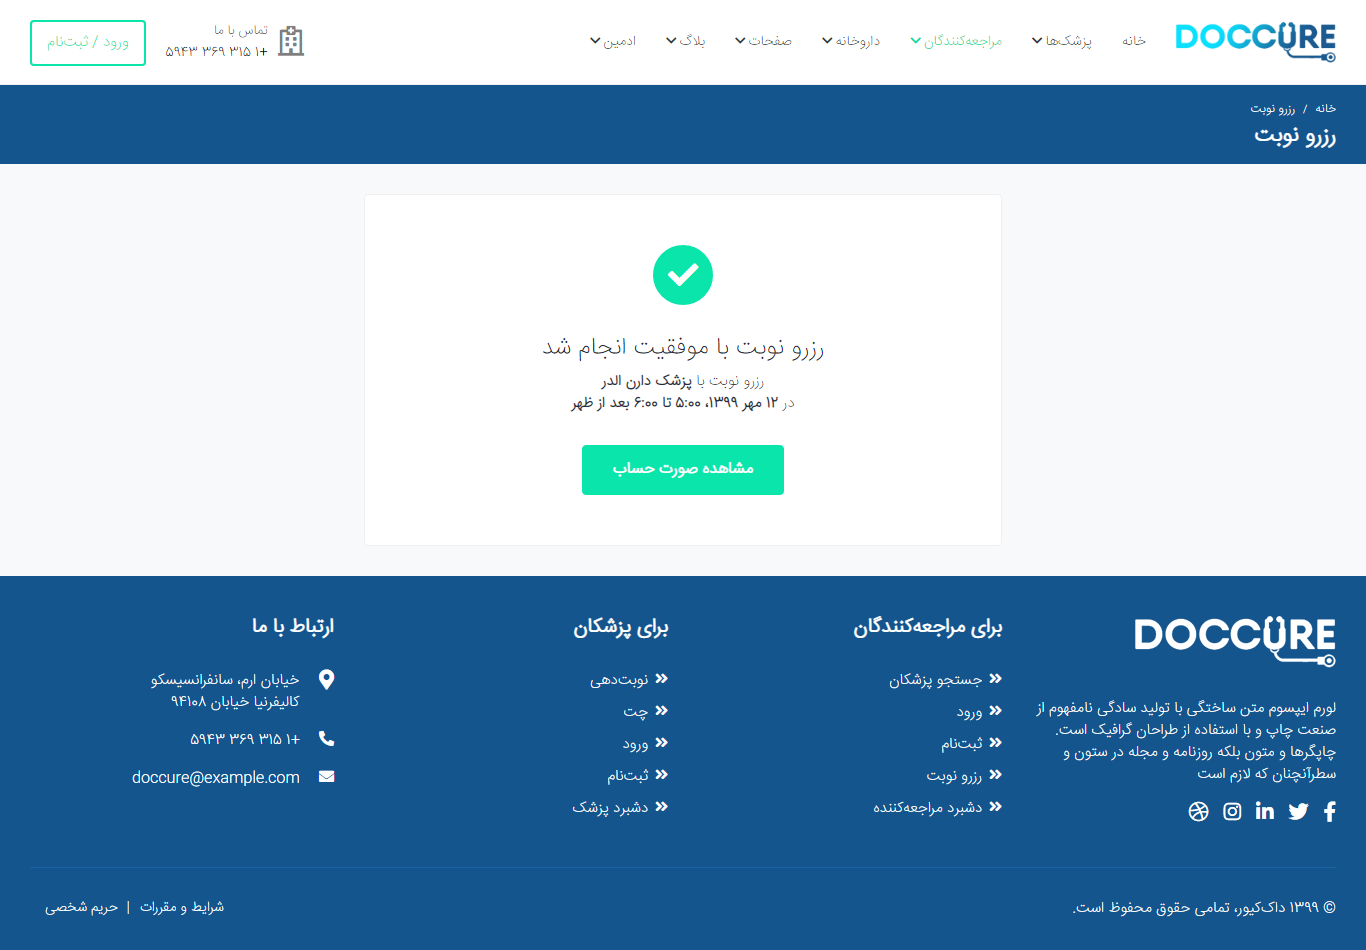 DOCCURE
خانه
پزشک‌ها
مراجعه‌کنندگان
داروخانه
صفحات
بلاگ
ادمین
تماس با ما
+۱ ۳۱۵ ۳۶۹ ۵۹۴۳
ورود / ثبت‌نام
خانه / رزرو نوبت
رزرو نوبت
رزرو نوبت با موفقیت انجام شد
رزرو نوبت با پزشک دارن الدر
در ۱۲ مهر ۱۳۹۹، ۵:۰۰ تا ۶:۰۰ بعد از ظهر
مشاهده صورت حساب
DOCCURE
لورم ایپسوم متن ساختگی با تولید سادگی نامفهوم از
صنعت چاپ و با استفاده از طراحان گرافیک است.
چاپگرها و متون بلکه روزنامه و مجله در ستون و
سطرآنچنان که لازم است
برای مراجعه‌کنندگان
جستجو پزشکان
ورود
ثبت‌نام
رزرو نوبت
دشبرد مراجعه‌کننده
برای پزشکان
نوبت‌دهی
چت
ورود
ثبت‌نام
دشبرد پزشک
ارتباط با ما
خیابان ارم، سانفرانسیسکو
کالیفرنیا خیابان ۹۴۱۰۸
+۱ ۳۱۵ ۳۶۹ ۵۹۴۳
doccure@example.com
© ۱۳۹۹ داک‌کیور، تمامی حقوق محفوظ است.
شرایط و مقررات | حریم شخصی